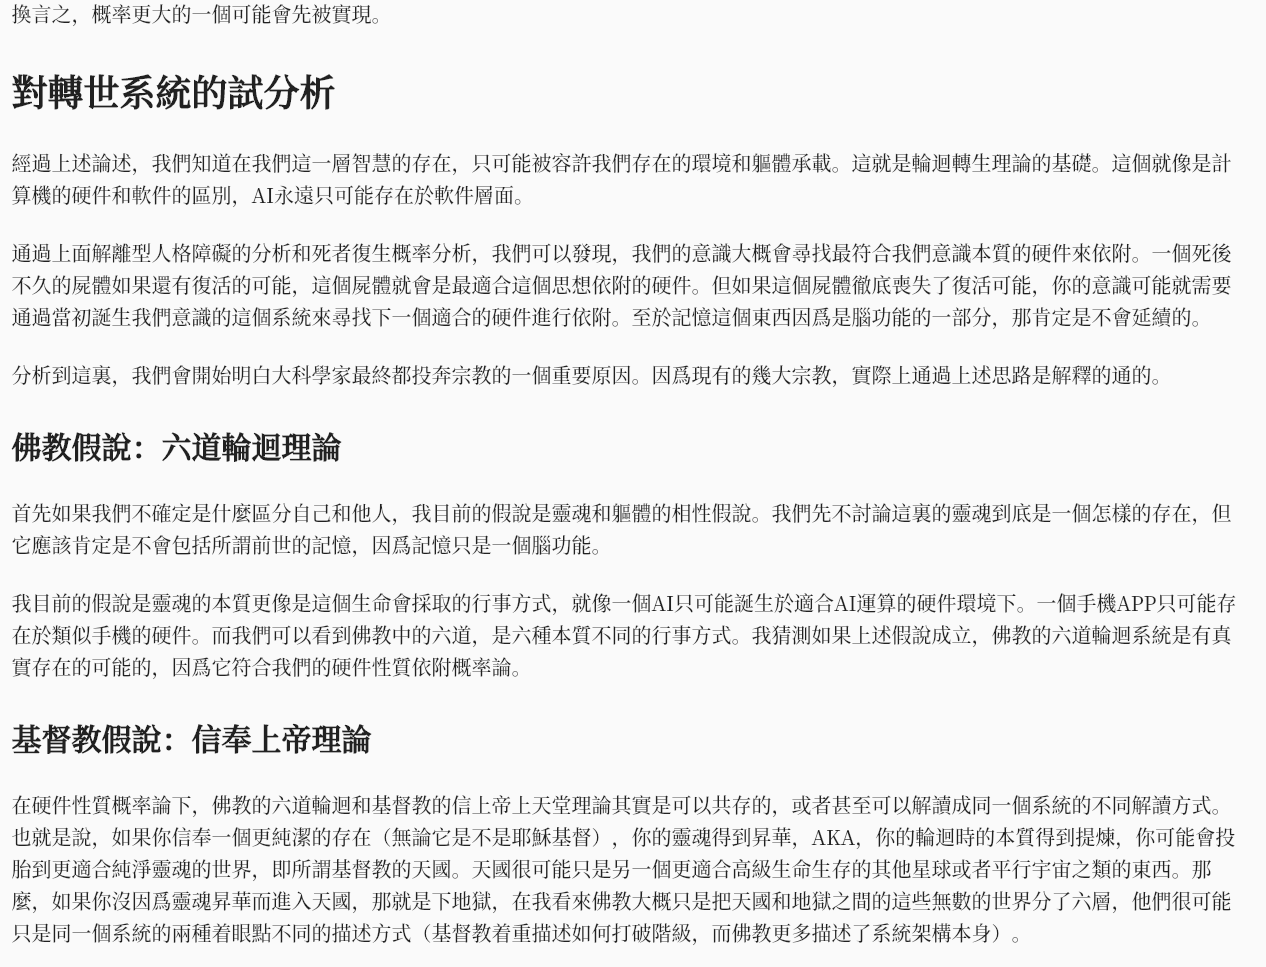 換言之，概率更大的一個可能會先被實現。
對轉世系統的試分析
經過上述論述，我們知道在我們這一層智慧的存在，只可能被容許我們存在的環境和軀體承載。這就是輪迴轉生理論的基礎。這個就像是計
算機的硬件和軟件的區別，AI永遠只可能存在於軟件層面。
通過上面解離型人格障礙的分析和死者復生概率分析，我們可以發現，我們的意識大概會尋找最符合我們意識本質的硬件來依附。一個死後
不久的屍體如果還有復活的可能，這個屍體就會是最適合這個思想依附的硬件。但如果這個屍體徹底喪失了復活可能，你的意識可能就需要
通過當初誕生我們意識的這個系統來尋找下一個適合的硬件進行依附。至於記憶這個東西因爲是腦功能的一部分，那肯定是不會延續的。
分析到這裏，我們會開始明白大科學家最終都投奔宗教的一個重要原因。因爲現有的幾大宗教，實際上通過上述思路是解釋的通的。
佛教假說：六道輪迴理論
首先如果我們不確定是什麼區分自己和他人，我目前的假說是靈魂和軀體的相性假說。我們先不討論這裏的靈魂到底是一個怎樣的存在，但
它應該肯定是不會包括所謂前世的記憶，因爲記憶只是一個腦功能。
我目前的假說是靈魂的本質更像是這個生命會採取的行事方式，就像一個AI只可能誕生於適合AI運算的硬件環境下。一個手機APP只可能存
在於類似手機的硬件。而我們可以看到佛教中的六道，是六種本質不同的行事方式。我猜測如果上述假說成立，佛教的六道輪迴系統是有真
實存在的可能的，因爲它符合我們的硬件性質依附概率論。
基督教假說：信奉上帝理論
在硬件性質概率論下，佛教的六道輪迴和基督教的信上帝上天堂理論其實是可以共存的，或者甚至可以解讀成同一個系統的不同解讀方式。
也就是說，如果你信奉一個更純潔的存在（無論它是不是耶穌基督），你的靈魂得到昇華，AKA，你的輪迴時的本質得到提煉，你可能會投
胎到更適合純淨靈魂的世界，即所謂基督教的天國。天國很可能只是另一個更適合高級生命生存的其他星球或者平行宇宙之類的東西。那
麼，如果你沒因爲靈魂昇華而進入天國，那就是下地獄，在我看來佛教大概只是把天國和地獄之間的這些無數的世界分了六層，他們很可能
只是同一個系統的兩種着眼點不同的描述方式（基督教着重描述如何打破階級，而佛教更多描述了系統架構本身）。